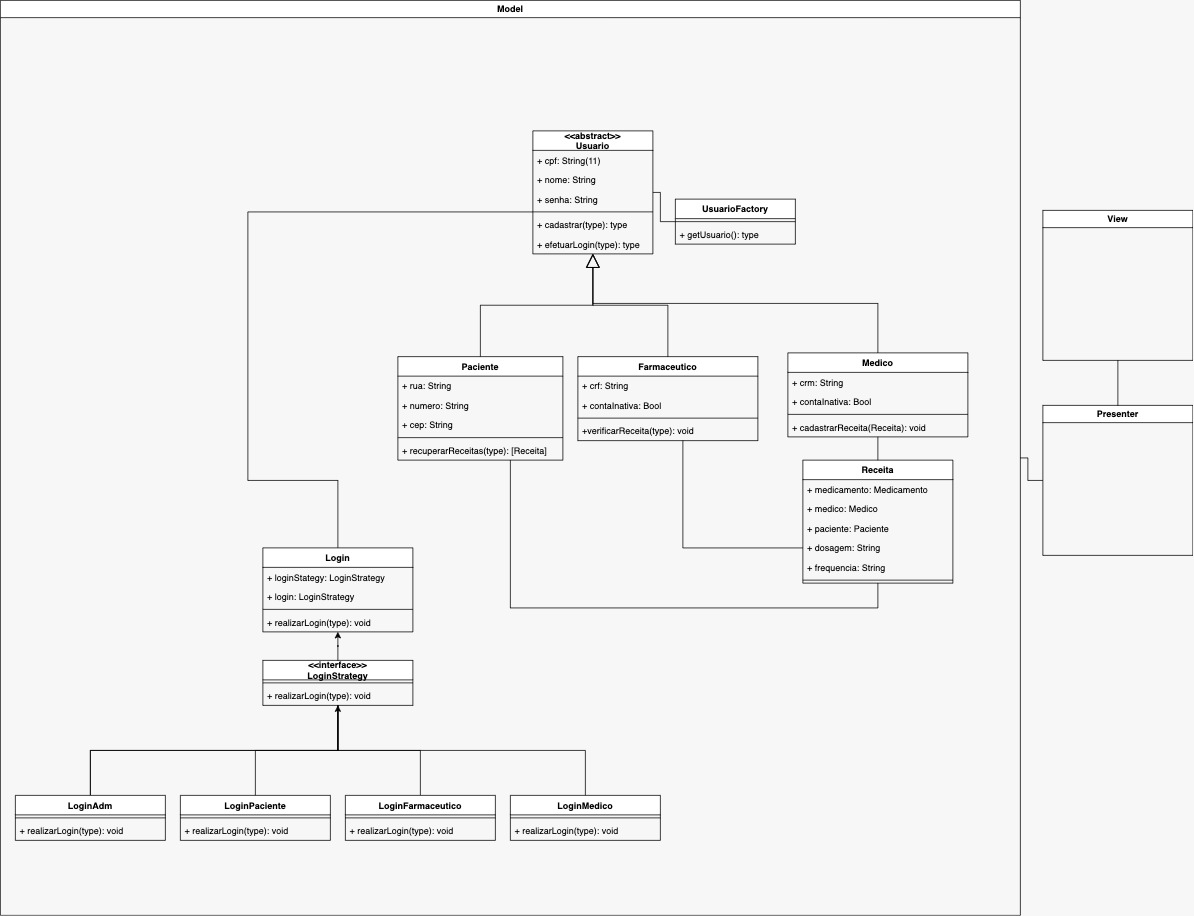 Model
<<abstract>>
Usuario
+ cpf: String(11)
+ nome: String
+ senha: String
+ cadastrar(type): type
+ efetuarLogin(type): type
UsuarioFactory
+ getUsuario(): type
View
Paciente
+ rua: String
+ numero: String
+ cep: String
+ recuperarReceitas(type): [Receita]
Farmaceutico
+ crf: String
+ contaInativa: Bool
+verificarReceita(type): void
Medico
+ crm: String
+ contaInativa: Bool
+ cadastrarReceita(Receita): void
Presenter
Receita
+ medicamento: Medicamento
+ medico: Medico
+ paciente: Paciente
+ dosagem: String
+ frequencia: String
Login
+ loginStategy: LoginStrategy
+ login: LoginStrategy
+ realizarLogin(type): void
<<interface>>
LoginStrategy
+ realizarLogin(type): void
LoginAdm
+ realizarLogin(type): void
LoginPaciente
+ realizarLogin(type): void
LoginFarmaceutico
+ realizarLogin(type): void
LoginMedico
+ realizarLogin(type): void